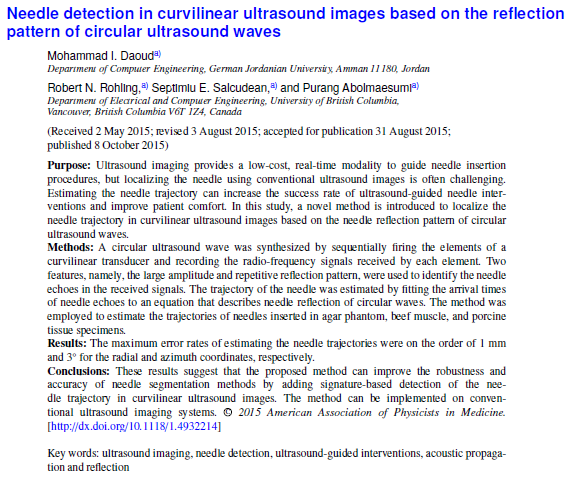 Needle detection in curvilinear ultrasound images based on the reflection
pattern of circular ultrasound waves
Mohammad I. Daoud a)
Department of Computer Engineering, German Jordanian University, Amman 11180, Jordan
Robert N. Rohling, a) Septimiu E. Salcudean, a) and Purang Abolmaesumi a)
Department of Electrical and Computer Engineering, University of British Columbia,
Vancouver, British Columbia V6T 1Z4, Canada
(Received 2 May 2015; revised 3 August 2015; accepted for publication 31 August 2015;
published 8 October 2015)
Purpose: Ultrasound imaging provides a low-cost, real-time modality to guide needle insertion
procedures, but localizing the needle using conventional ultrasound images is often challenging.
Estimating the needle trajectory can increase the success rate of ultrasound-guided needle inter-
ventions and improve patient comfort. In this study, a novel method is introduced to localize the
needle trajectory in curvilinear ultrasound images based on the needle reflection pattern of circular
ultrasound waves.
Methods: A circular ultrasound wave was synthesized by sequentially firing the elements of a
curvilinear transducer and recording the radio-frequency signals received by each element. Two
features, namely, the large amplitude and repetitive reflection pattern, were used to identify the needle
echoes in the received signals. The trajectory of the needle was estimated by fitting the arrival times
of needle echoes to an equation that describes needle reflection of circular waves. The method was
employed to estimate the trajectories of needles inserted in agar phantom, beef muscle, and porcine
tissue specimens.
Results: The maximum error rates of estimating the needle trajectories were on the order of 1 mm
and 3° for the radial and azimuth coordinates, respectively.
Conclusions: These results suggest that the proposed method can improve the robustness and
accuracy of needle segmentation methods by adding signature-based detection of the nee-
dle trajectory in curvilinear ultrasound images. The method can be implemented on conven-
tional ultrasound imaging systems. © 2015 American Association of Physicists in Medicine.
[http://dx.doi.org/10.1118/1.4932214]
Key words: ultrasound imaging, needle detection, ultrasound-guided interventions, acoustic propaga-
tion and reflection